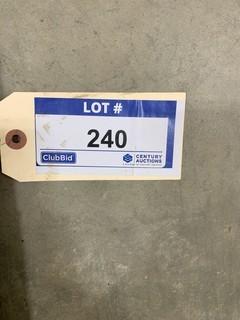 LOT #
240
ClubBid
CENTURY
AUCTIONS